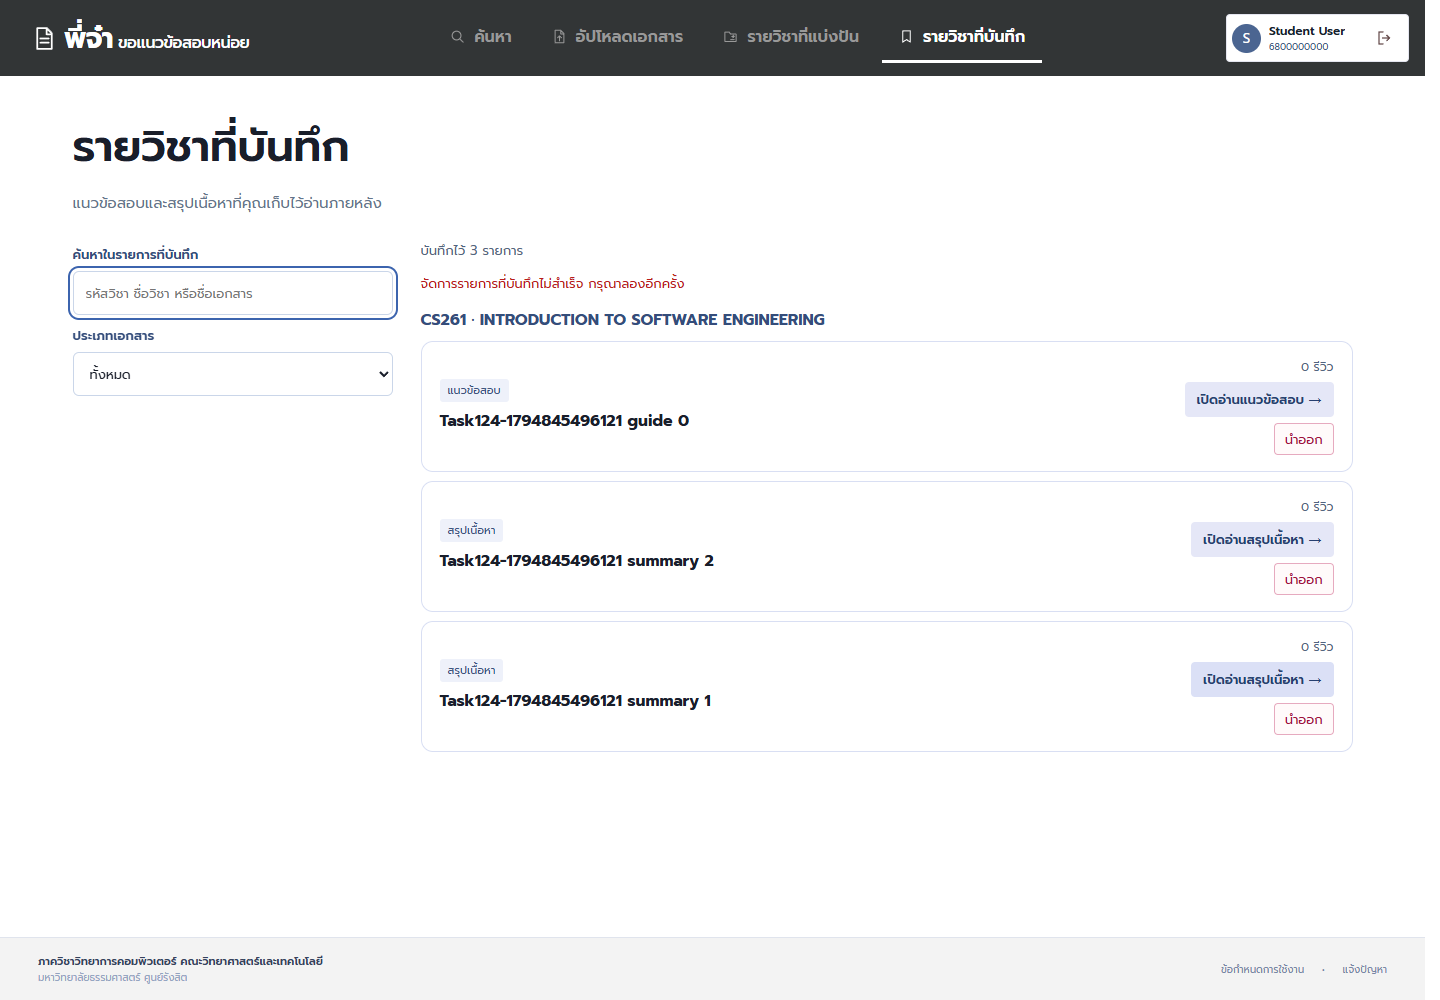 พี่จ๋า ขอแนวข้อสอบหน่อย
ค้นหา
อัปโหลดเอกสาร
รายวิชาที่แบ่งปัน
รายวิชาที่บันทึก
S
Student User
6800000000
รายวิชาที่บันทึก
แนวข้อสอบและสรุปเนื้อหาที่คุณเก็บไว้อ่านภายหลัง
ค้นหาในรายการที่บันทึก
รหัสวิชา ชื่อวิชา หรือชื่อเอกสาร
ประเภทเอกสาร
ทั้งหมด
บันทึกไว้ 3 รายการ
จัดการรายการที่บันทึกไม่สำเร็จ กรุณาลองอีกครั้ง
CS261 · INTRODUCTION TO SOFTWARE ENGINEERING
แนวข้อสอบ
Task124-1794845496121 guide 0
0 รีวิว
เปิดอ่านแนวข้อสอบ →
นำออก
สรุปเนื้อหา
Task124-1794845496121 summary 2
0 รีวิว
เปิดอ่านสรุปเนื้อหา →
นำออก
สรุปเนื้อหา
Task124-1794845496121 summary 1
0 รีวิว
เปิดอ่านสรุปเนื้อหา →
นำออก
ภาควิชาวิทยาการคอมพิวเตอร์ คณะวิทยาศาสตร์และเทคโนโลยี
มหาวิทยาลัยธรรมศาสตร์ ศูนย์รังสิต
ข้อกำหนดการใช้งาน · แจ้งปัญหา